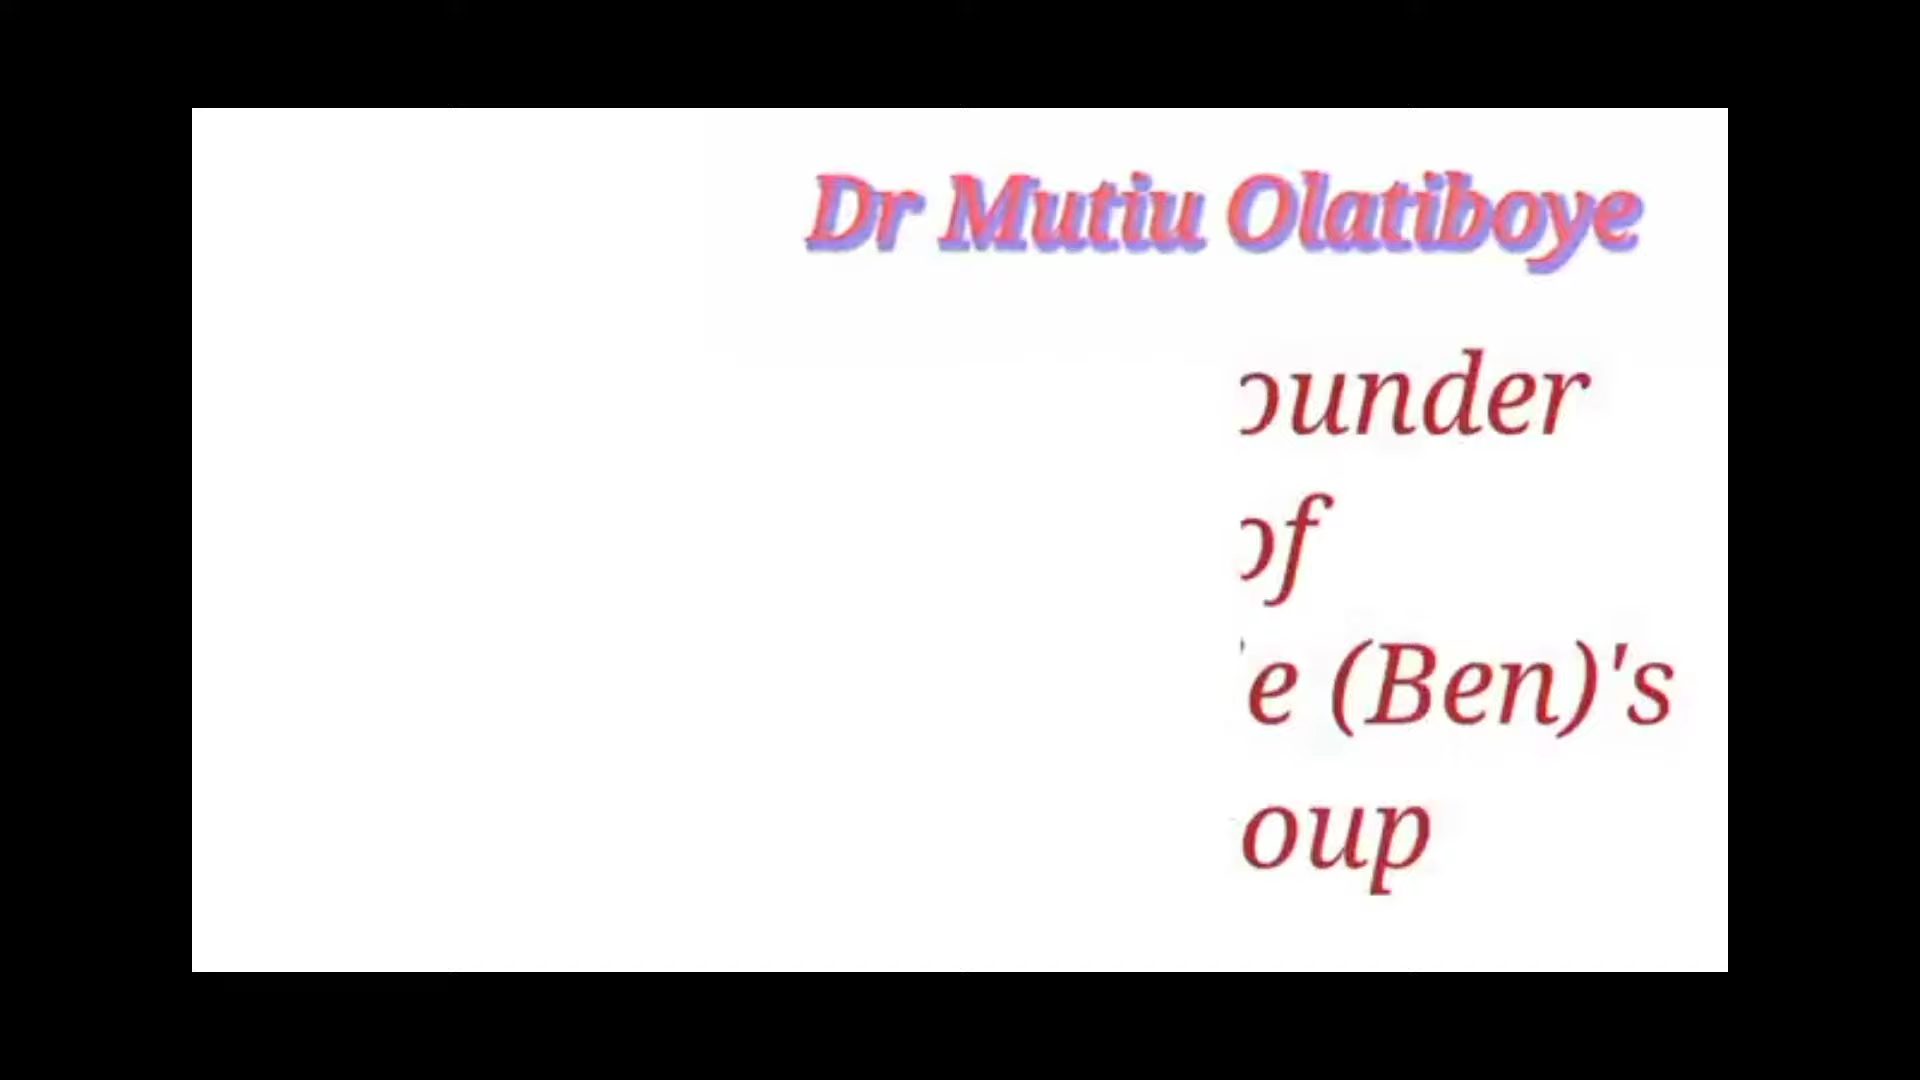 Dr Mutiu Olatiboye
ounder
of
e (Ben)'s
oup